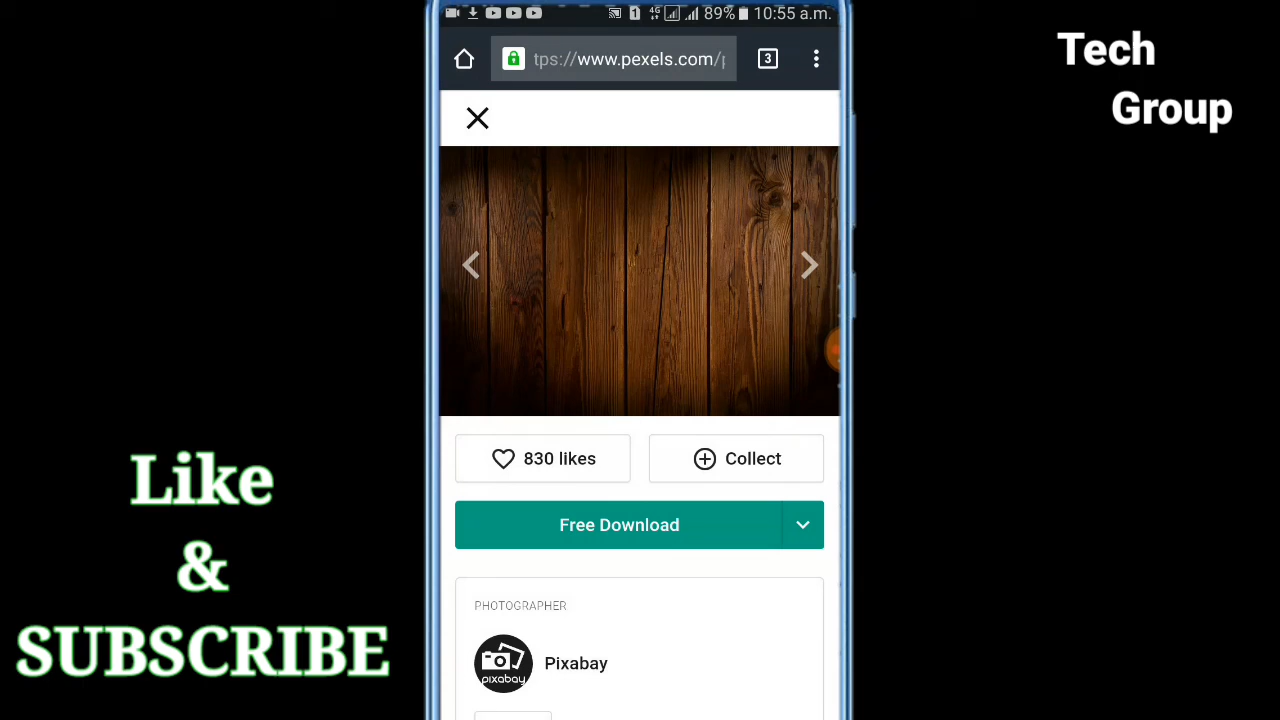 89% 10:55 a.m.
tps://www.pexels.com/p
3
Tech
Group
830 likes
Collect
Free Download
PHOTOGRAPHER
pixabay
Pixabay
Like
&
SUBSCRIBE